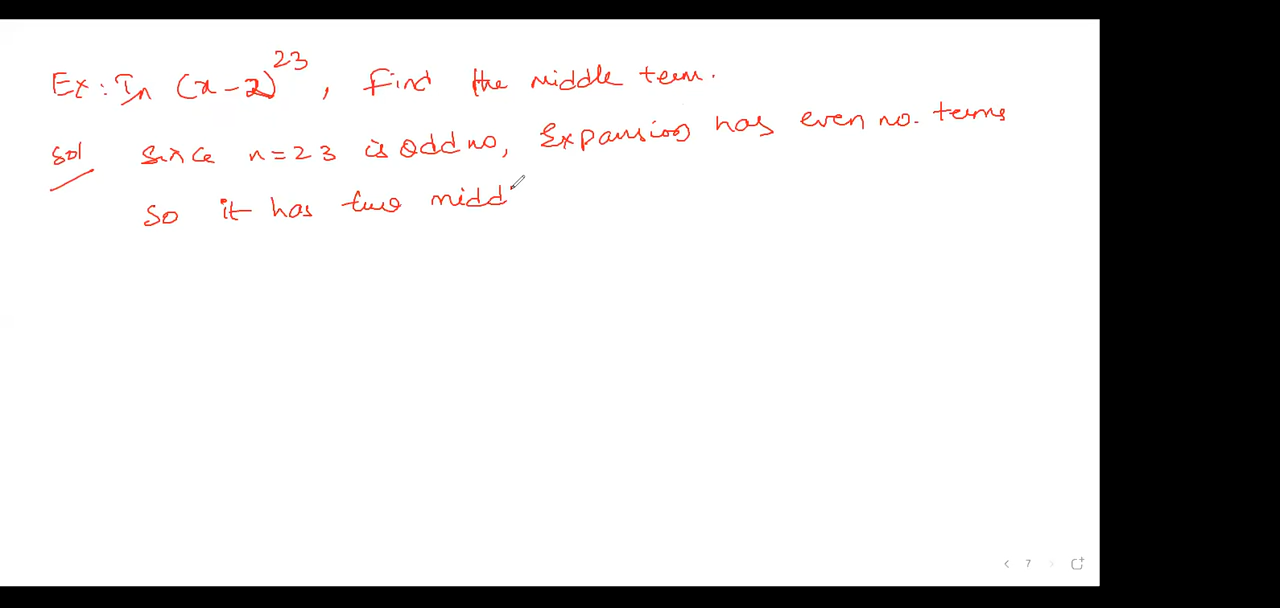 Ex: In (x-2)^23, Find the middle term.
Sol Since n=23 is odd no, Expansion has even no. terms
So it has two midd
7